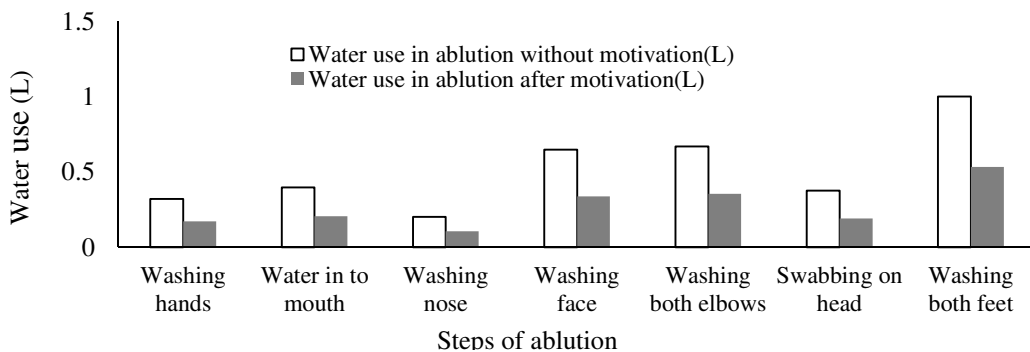 1.5
Water use in ablution without motivation(L)
Water use in ablution after motivation(L)
1
0.5
0
Water use (L)
Washing hands
Water in to mouth
Washing nose
Washing face
Washing both elbows
Swabbing on head
Washing both feet
Steps of ablution